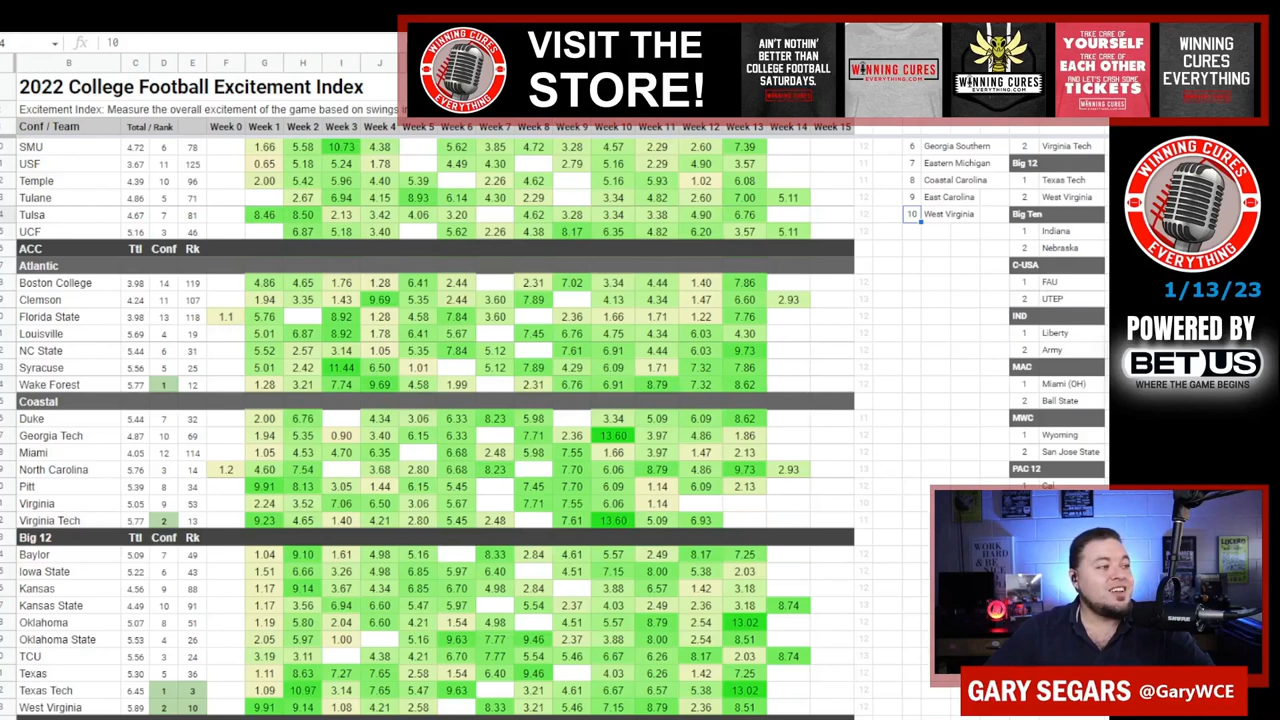 10
B C D E F G H I J
2022 College Football Excitement Index
Excitement Index: Measure the overall excitement of the game based on swings i
Conf / Team Total / Rank Week 0 Week 1 Week 2 Week 3 Week 4 Week 5 Week 6 Week 7 Week 8 Week 9 Week 10 Week 11 Week 12 Week 13 Week 14 Week 15
SMU 4.72 6 78 1.66 5.58 10.73 4.38 5.62 3.85 4.72 3.28 4.57 2.29 2.60 7.39
USF 3.67 11 125 0.65 5.18 5.24 1.78 4.49 4.30 2.79 5.16 2.29 4.90 3.57
Temple 4.39 10 96 2.00 5.42 5.96 4.40 5.39 2.26 4.62 5.16 5.93 1.02 6.08
Tulane 4.86 5 71 2.67 6.94 4.15 8.93 6.14 4.30 2.29 3.34 4.82 2.60 7.00 5.11
Tulsa 4.67 7 81 8.46 8.50 2.13 3.42 4.06 3.20 4.62 3.28 3.34 3.38 4.90 6.76
UCF 5.16 3 46 6.87 5.18 3.40 5.62 2.26 4.38 8.17 6.35 4.82 6.20 3.57 5.11
ACC Ttl Conf Rk
Atlantic
Boston College 3.98 14 119 4.86 4.65 1.76 1.28 6.41 2.44 2.31 7.02 3.34 4.44 1.40 7.86
Clemson 4.24 11 107 1.94 3.35 1.43 9.69 5.35 2.44 3.60 7.89 4.13 4.34 1.47 6.60 2.93
Florida State 3.98 13 118 1.1 5.76 8.92 1.28 4.58 7.84 3.60 2.36 1.66 1.71 1.22 7.76
Louisville 5.69 4 19 5.01 6.87 8.92 1.78 6.41 5.67 7.45 6.76 4.75 4.34 6.03 4.30
NC State 5.44 6 31 5.52 2.57 3.14 1.05 5.35 7.84 5.12 7.61 6.91 4.44 6.03 9.73
Syracuse 5.56 5 25 5.01 2.42 11.44 6.50 1.01 5.12 7.89 4.29 6.09 1.71 7.32 7.86
Wake Forest 5.77 1 12 1.28 3.21 7.74 9.69 4.58 1.99 2.31 6.76 6.91 8.79 7.32 8.62
Coastal
Duke 5.44 7 32 2.00 6.76 4.34 3.06 6.33 8.23 5.98 3.34 5.09 6.09 8.62
Georgia Tech 4.87 10 69 1.94 5.35 0.90 3.40 6.15 6.33 7.71 2.36 13.60 3.97 4.86 1.86
Miami 4.05 12 114 1.05 4.53 4.70 6.35 6.68 2.48 5.98 7.55 1.66 3.97 1.47 2.13
North Carolina 5.76 3 14 1.2 4.60 7.54 3.68 2.80 6.68 8.23 7.70 6.06 8.79 4.86 9.73 2.93
Pitt 5.39 8 34 9.91 8.13 3.05 1.44 6.15 5.45 7.45 7.70 6.06 1.14 6.09 2.13
Virginia 5.05 9 53 2.24 3.52 7.06 6.50 3.06 5.67 7.71 7.55 6.06 1.14
Virginia Tech 5.77 2 13 9.23 4.65 1.40 4.21 2.80 5.45 2.48 7.61 13.60 5.09 6.93
Big 12 Ttl Conf Rk
Baylor 5.09 7 49 1.04 9.10 1.61 4.98 5.16 8.33 2.84 4.61 5.57 2.49 8.17 7.25
Iowa State 5.22 6 43 1.51 6.66 3.26 4.98 6.85 5.97 6.40 4.51 7.15 8.00 5.38 2.03
Kansas 4.56 9 88 1.17 9.14 3.67 4.34 6.85 6.70 4.98 2.84 3.88 6.57 1.42 3.18
Kansas State 4.49 10 91 1.17 3.56 6.94 6.60 5.47 5.97 5.54 2.37 4.03 2.49 2.36 3.18 8.74
Oklahoma 5.07 8 51 1.19 5.80 2.04 6.60 4.21 1.54 4.98 4.51 5.57 8.79 2.54 13.02
Oklahoma State 5.53 4 26 2.05 5.97 1.00 5.16 9.63 7.77 9.46 2.37 3.88 8.00 2.54 8.51
TCU 5.56 3 24 3.19 3.11 4.38 4.21 6.70 7.77 5.54 5.46 6.67 6.26 8.17 2.03 8.74
Texas 5.30 5 36 1.13 8.63 7.27 7.65 2.58 1.54 6.40 9.46 4.03 6.26 1.42 7.25
Texas Tech 6.45 1 3 1.09 10.97 3.14 7.65 5.47 9.63 3.21 4.61 6.67 6.57 5.38 13.02
West Virginia 5.89 2 10 9.91 9.14 1.08 4.21 2.58 8.33 3.21 5.46 7.15 8.79 2.36 8.51
6 Georgia Southern
7 Eastern Michigan
8 Coastal Carolina
9 East Carolina
10 West Virginia
2 Virginia Tech
Big 12
1 Texas Tech
2 West Virginia
Big Ten
1 Indiana
2 Nebraska
C-USA
1 FAU
2 UTEP
IND
1 Liberty
2 Army
MAC
1 Miami (OH)
2 Ball State
MWC
1 Wyoming
2 San Jose State
PAC 12
1 Cal
VISIT THE
STORE!
WINNING CURES
EVERYTHING
AIN'T NOTHIN'
BETTER THAN
COLLEGE FOOTBALL
SATURDAYS.
WINNING CURES
EVERYTHING.COM
WINNING CURES
EVERYTHING.COM
TAKE CARE OF
YOURSELF
TAKE CARE OF
EACH OTHER
AND LET'S CASH SOME
TICKETS
WINNING
CURES
EVERYTHING
WINNING CURES
EVERYTHING
1/13/23
POWERED BY
BETUS
WHERE THE GAME BEGINS
WORK
HARD
& BE
NI
SHURE
GARY SEGARS @GaryWCE